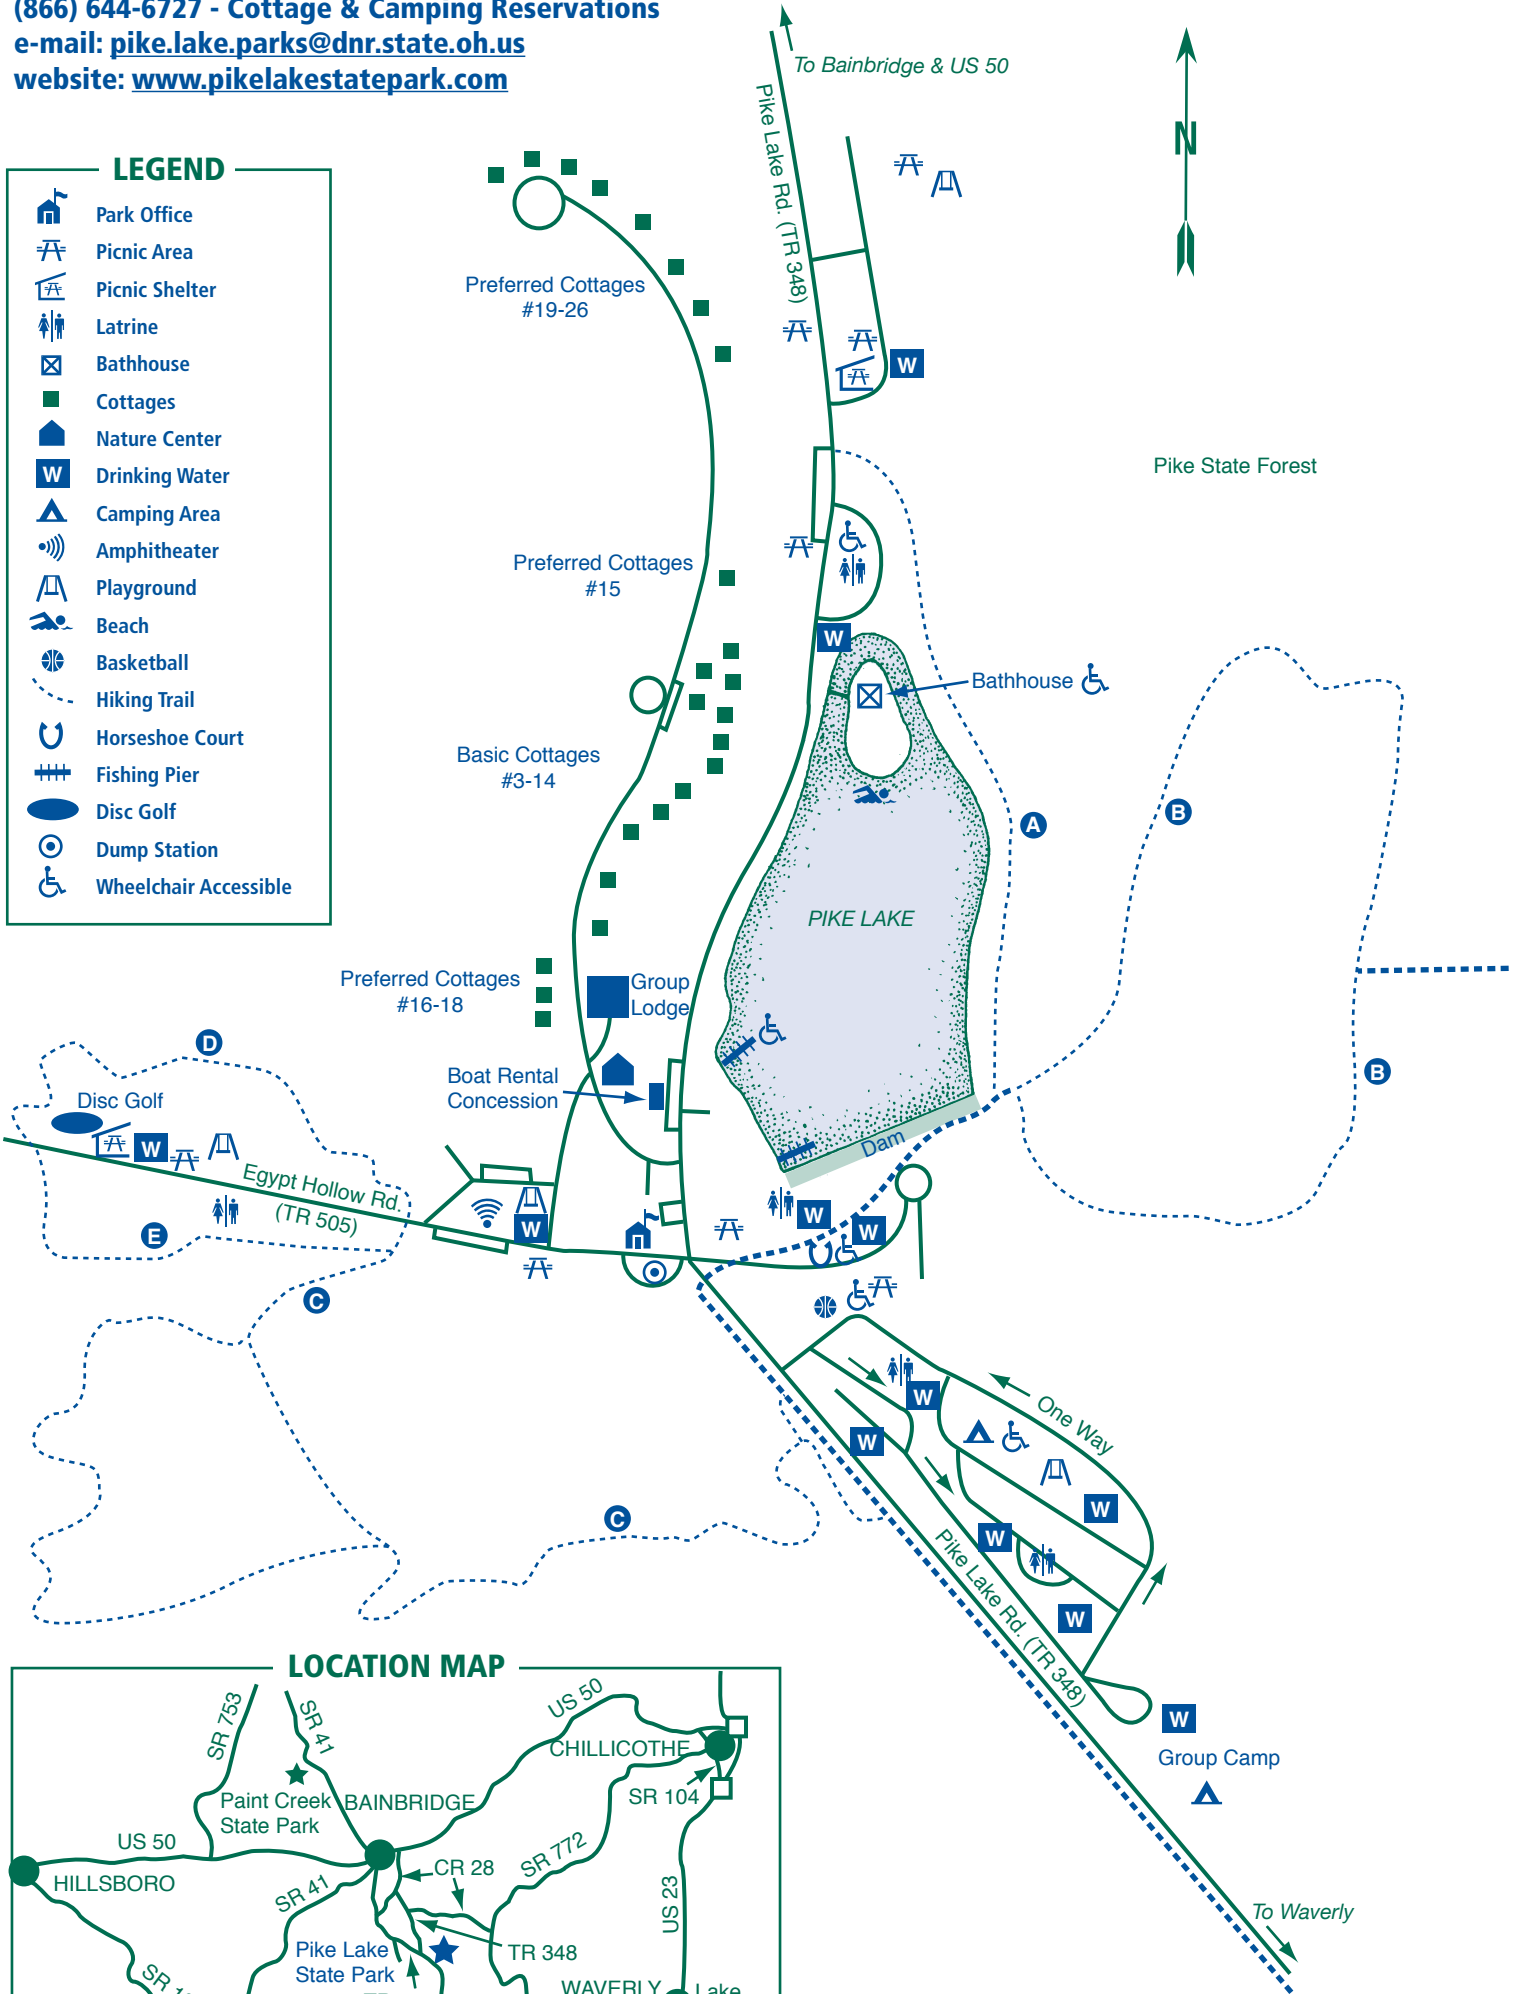 (866) 644-6727 - Cottage & Camping Reservations
e-mail: pike.lake.parks@dnr.state.oh.us
website: www.pikelakestatepark.com
To Bainbridge & US 50
Pike Lake Rd. (TR 348)
N
LEGEND
Park Office
Picnic Area
Picnic Shelter
Latrine
Bathhouse
Cottages
Nature Center
W Drinking Water
Camping Area
Amphitheater
Playground
Beach
Basketball
Hiking Trail
Horseshoe Court
Fishing Pier
Disc Golf
Dump Station
Wheelchair Accessible
Preferred Cottages
#19-26
W
Pike State Forest
Preferred Cottages
#15
W
Bathhouse
Basic Cottages
#3-14
A
B
PIKE LAKE
Preferred Cottages
#16-18
Group
Lodge
D
B
Boat Rental
Concession
Disc Golf
W
Dam
Egypt Hollow Rd.
(TR 505)
W
W
W
E
C
W
One Way
W
C
W
W
Pike Lake Rd. (TR 348)
W
W
Group Camp
To Waverly
LOCATION MAP
SR 753
SR 41
US 50
CHILLICOTHE
SR 104
Paint Creek
State Park
BAINBRIDGE
US 50
HILLSBORO
CR 28
SR 772
SR 41
US 23
TR 348
Pike Lake
State Park
WAVERLY
Lake